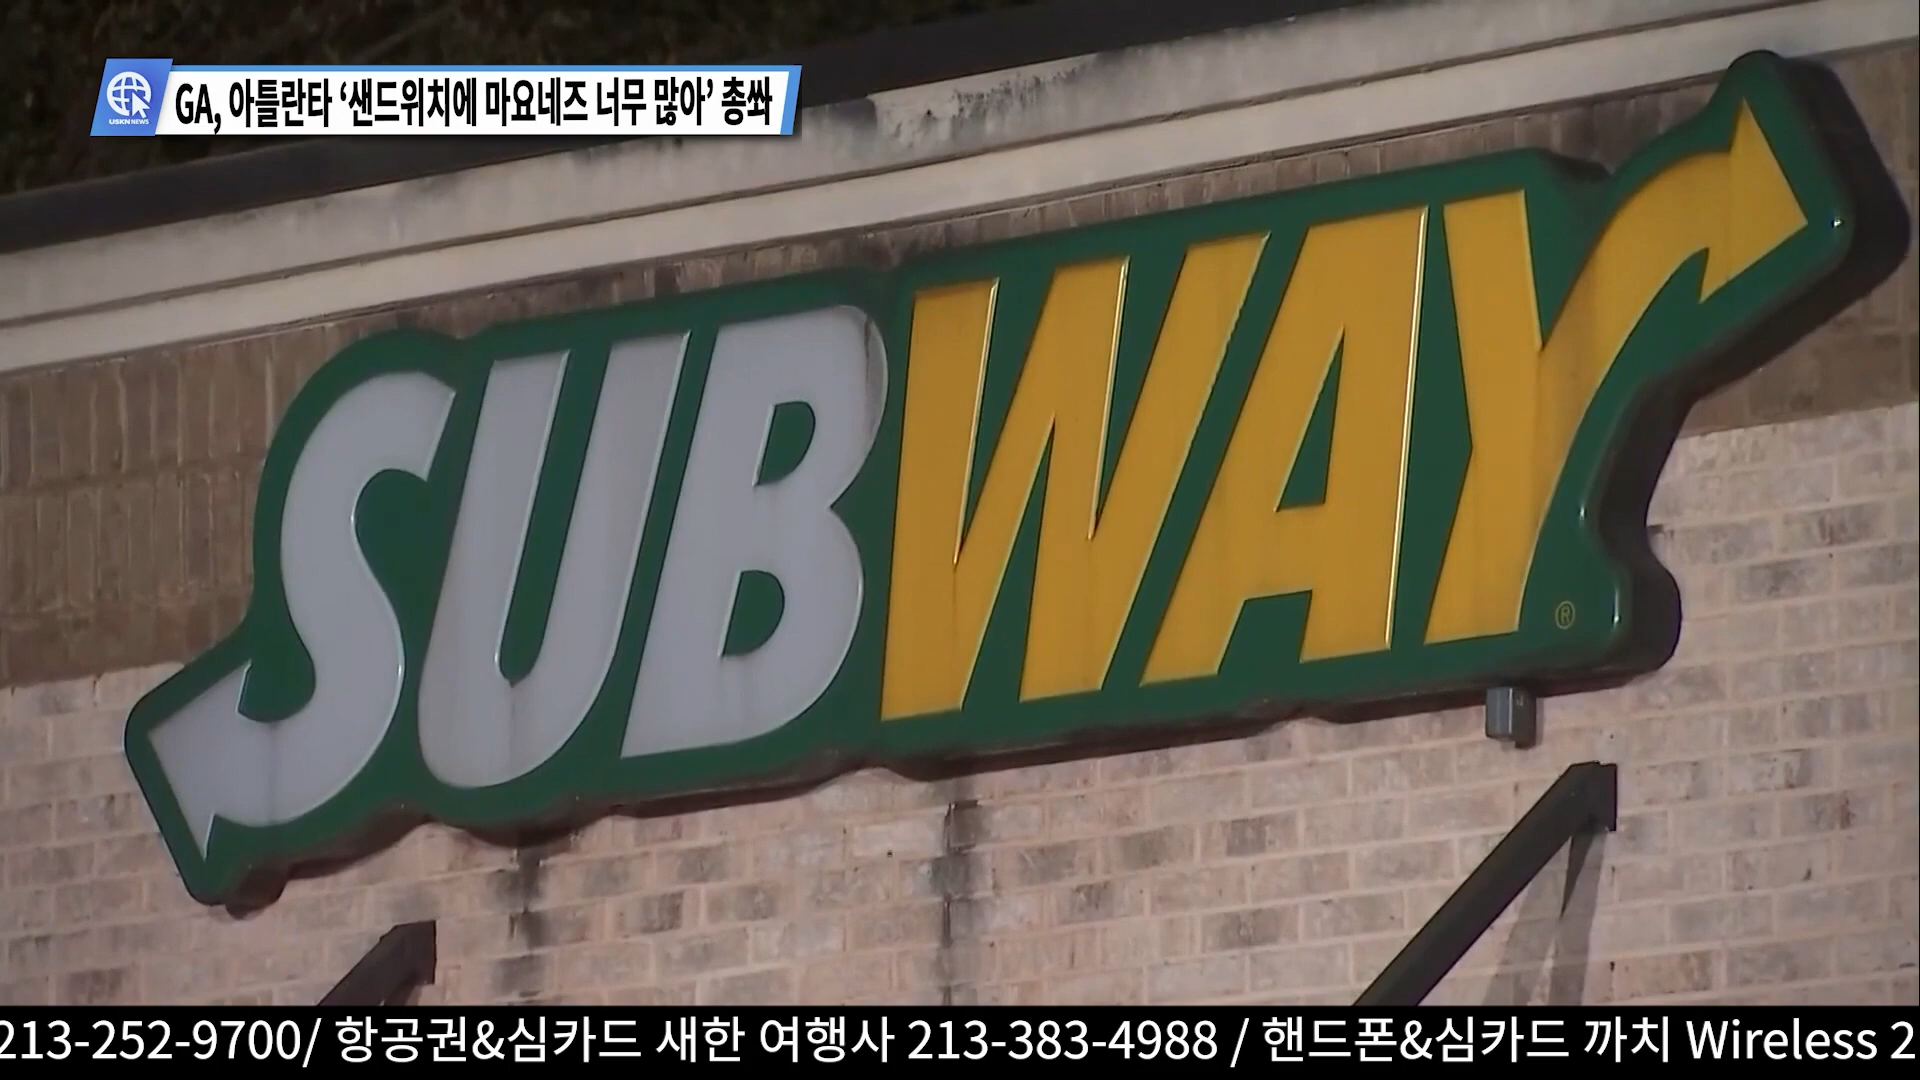 USKN NEWS
GA, 아틀란타 ‘샌드위치에 마요네즈 너무 많아’ 총쏴
SUBWAY®
213-252-9700/ 항공권&심카드 새한 여행사 213-383-4988 / 핸드폰&심카드 까치 Wireless 2